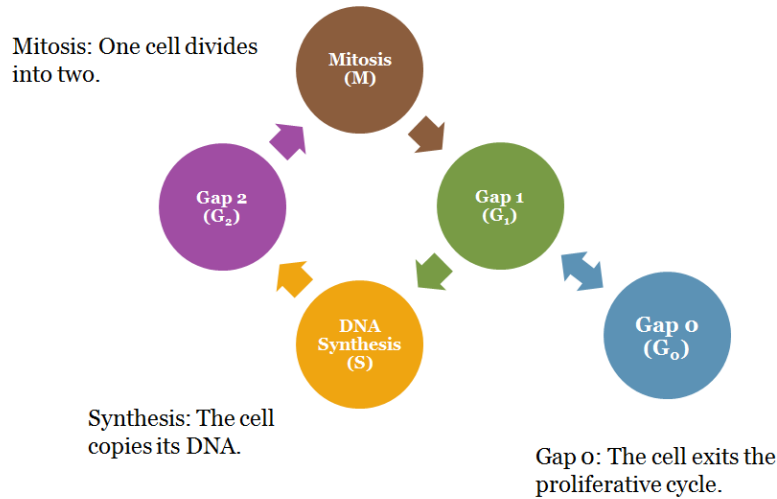 Mitosis: One cell divides
into two.
Mitosis
(M)
Gap 2
(G₂)
Gap 1
(G₁)
DNA
Synthesis
(S)
Gap 0
(G₀)
Synthesis: The cell
copies its DNA.
Gap 0: The cell exits the
proliferative cycle.